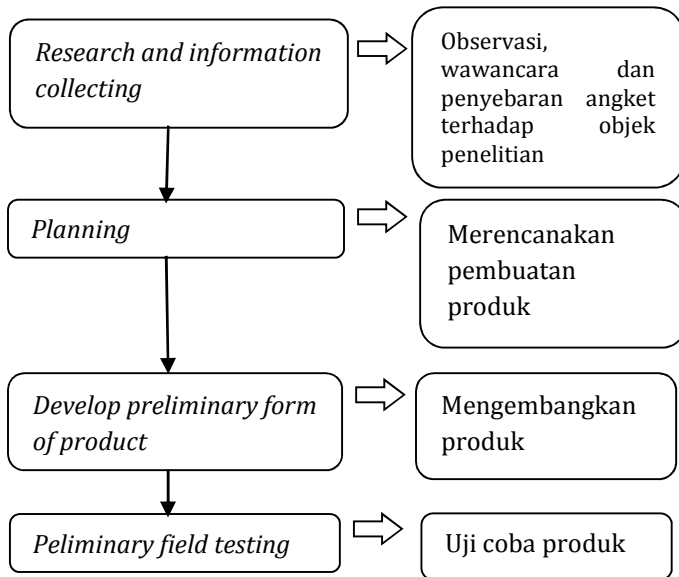 Research and information
collecting
Observasi,
wawancara dan
penyebaran angket
terhadap objek
penelitian
Planning
Merencanakan
pembuatan
produk
Develop preliminary form
of product
Mengembangkan
produk
Peliminary field testing
Uji coba produk